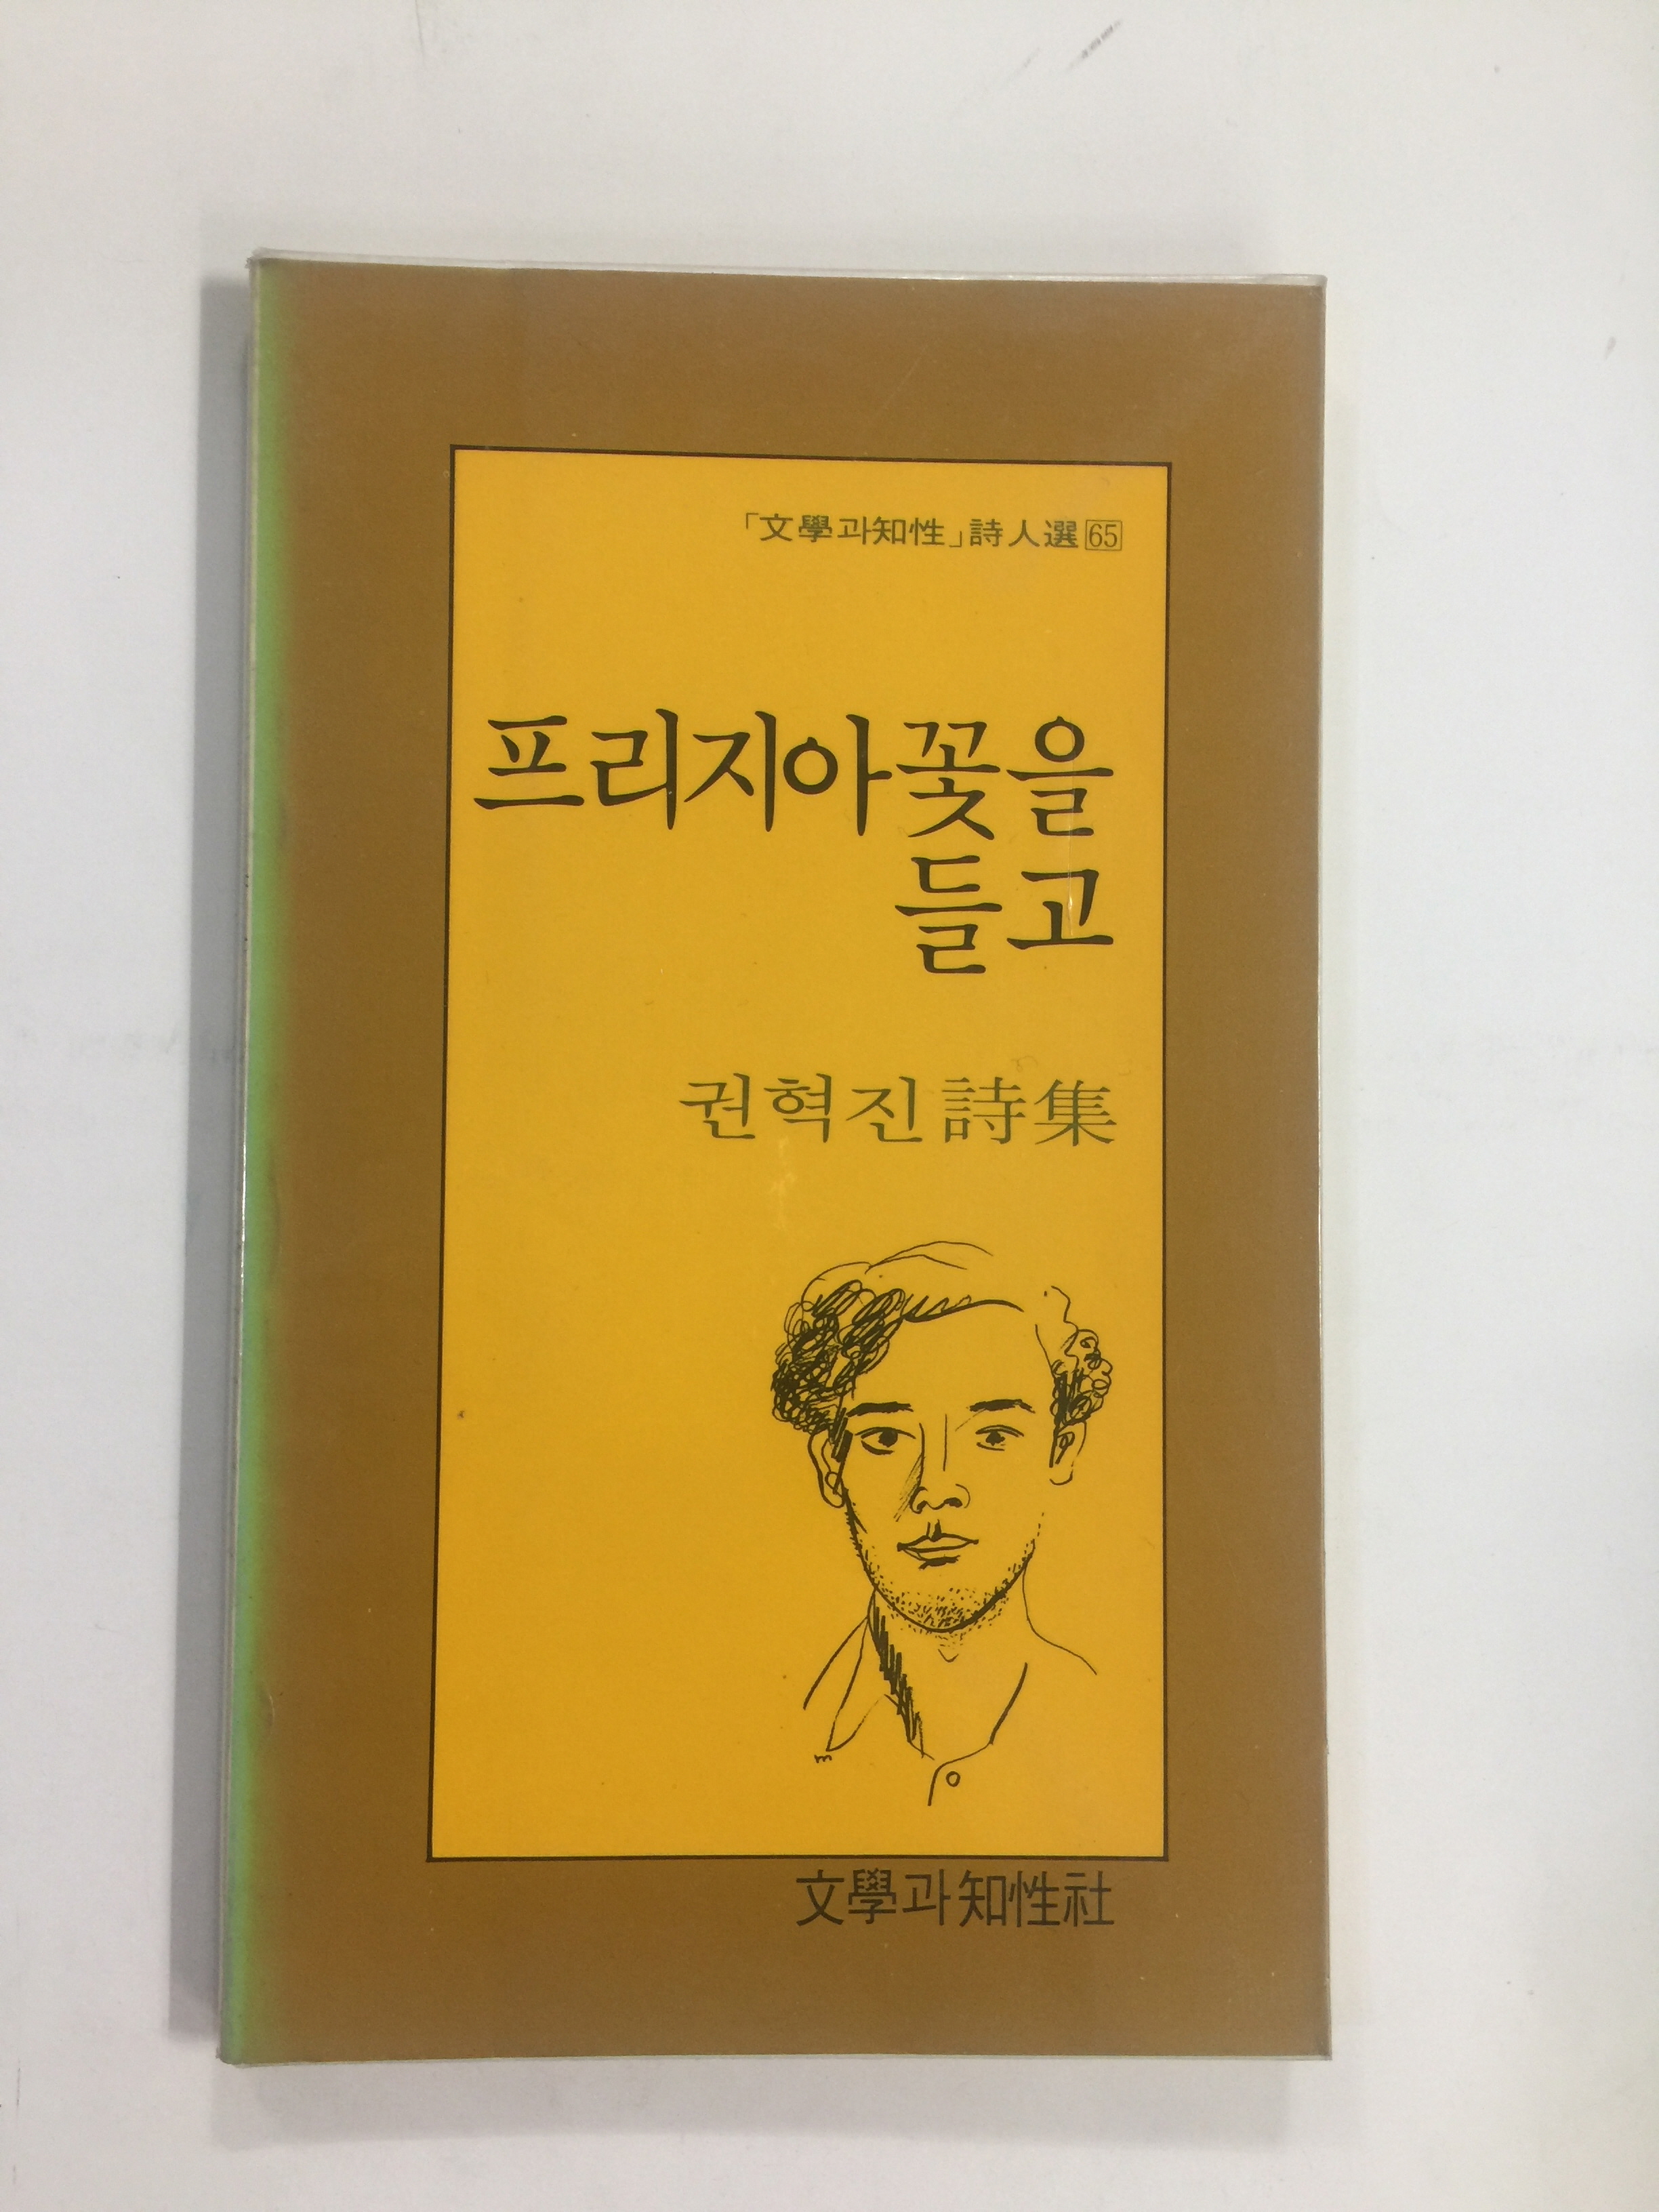 「文學과知性」詩人選 65
프리지아꽃을
들고
권혁진 詩集
文學과知性社